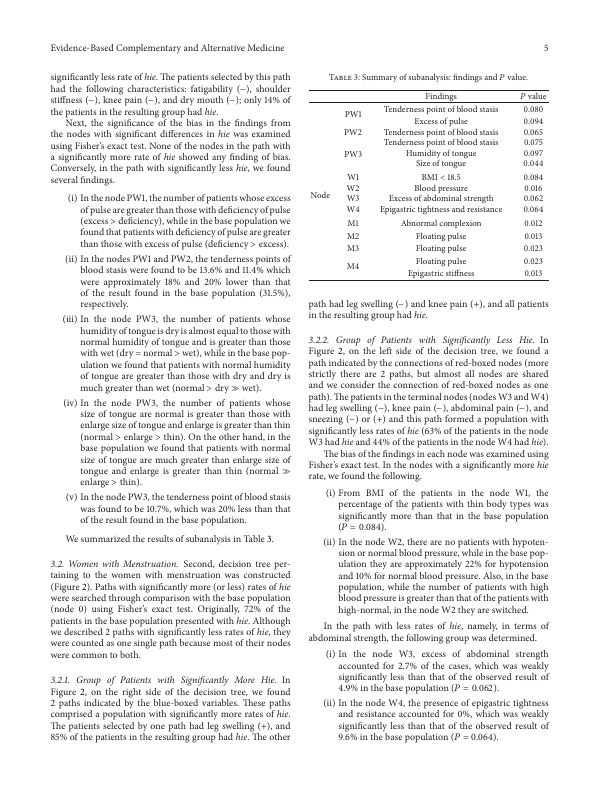 Evidence-Based Complementary and Alternative Medicine 5
significantly less rate of hie. The patients selected by this path
had the following characteristics: fatigability (−), shoulder
stiffness (−), knee pain (−), and dry mouth (−); only 14% of
the patients in the resulting group had hie.
Next, the significance of the bias in the findings from
the nodes with significant differences in hie was examined
using Fisher's exact test. None of the nodes in the path with
a significantly more rate of hie showed any finding of bias.
Conversely, in the path with significantly less hie, we found
several findings.
(i) In the node PW1, the number of patients whose excess
of pulse are greater than those with deficiency of pulse
(excess > deficiency), while in the base population we
found that patients with deficiency of pulse are greater
than those with excess of pulse (deficiency > excess).
(ii) In the nodes PW1 and PW2, the tenderness points of
blood stasis were found to be 13.6% and 11.4% which
were approximately 18% and 20% lower than that
of the result found in the base population (31.5%),
respectively.
(iii) In the node PW3, the number of patients whose
humidity of tongue is dry is almost equal to those with
normal humidity of tongue and is greater than those
with wet (dry = normal > wet), while in the base pop-
ulation we found that patients with normal humidity
of tongue are greater than those with dry and dry is
much greater than wet (normal > dry ≫ wet).
(iv) In the node PW3, the number of patients whose
size of tongue are normal is greater than those with
enlarge size of tongue and enlarge is greater than thin
(normal > enlarge > thin). On the other hand, in the
base population we found that patients with normal
size of tongue are much greater than enlarge size of
tongue and enlarge is greater than thin (normal ≫
enlarge > thin).
(v) In the node PW3, the tenderness point of blood stasis
was found to be 10.7%, which was 20% less than that
of the result found in the base population.
We summarized the results of subanalysis in Table 3.
3.2. Women with Menstruation. Second, decision tree per-
taining to the women with menstruation was constructed
(Figure 2). Paths with significantly more (or less) rates of hie
were searched through comparison with the base population
(node 0) using Fisher's exact test. Originally, 72% of the
patients in the base population presented with hie. Although
we described 2 paths with significantly less rates of hie, they
were counted as one single path because most of their nodes
were common to both.
3.2.1. Group of Patients with Significantly More Hie. In
Figure 2, on the right side of the decision tree, we found
2 paths indicated by the blue-boxed variables. These paths
comprised a population with significantly more rates of hie.
The patients selected by one path had leg swelling (+), and
85% of the patients in the resulting group had hie. The other
Table 3: Summary of subanalysis: findings and P value.
Findings P value
PW1 Tenderness point of blood stasis 0.080
Excess of pulse 0.094
PW2 Tenderness point of blood stasis 0.065
Tenderness point of blood stasis 0.075
PW3 Humidity of tongue 0.097
Size of tongue 0.044
W1 BMI < 18.5 0.084
W2 Blood pressure 0.016
Node W3 Excess of abdominal strength 0.062
W4 Epigastric tightness and resistance 0.064
M1 Abnormal complexion 0.012
M2 Floating pulse 0.013
M3 Floating pulse 0.023
M4 Floating pulse 0.023
Epigastric stiffness 0.013
path had leg swelling (−) and knee pain (+), and all patients
in the resulting group had hie.
3.2.2. Group of Patients with Significantly Less Hie. In
Figure 2, on the left side of the decision tree, we found a
path indicated by the connections of red-boxed nodes (more
strictly there are 2 paths, but almost all nodes are shared
and we consider the connection of red-boxed nodes as one
path). The patients in the terminal nodes (nodes W3 and W4)
had leg swelling (−), knee pain (−), abdominal pain (−), and
sneezing (−) or (+) and this path formed a population with
significantly less rates of hie (63% of the patients in the node
W3 had hie and 44% of the patients in the node W4 had hie).
The bias of the findings in each node was examined using
Fisher's exact test. In the nodes with a significantly more hie
rate, we found the following.
(i) From BMI of the patients in the node W1, the
percentage of the patients with thin body types was
significantly more than that in the base population
(P = 0.084).
(ii) In the node W2, there are no patients with hypoten-
sion or normal blood pressure, while in the base pop-
ulation they are approximately 22% for hypotension
and 10% for normal blood pressure. Also, in the base
population, while the number of patients with high
blood pressure is greater than that of the patients with
high-normal, in the node W2 they are switched.
In the path with less rates of hie, namely, in terms of
abdominal strength, the following group was determined.
(i) In the node W3, excess of abdominal strength
accounted for 2.7% of the cases, which was weakly
significantly less than that of the observed result of
4.9% in the base population (P = 0.062).
(ii) In the node W4, the presence of epigastric tightness
and resistance accounted for 0%, which was weakly
significantly less than that of the observed result of
9.6% in the base population (P = 0.064).